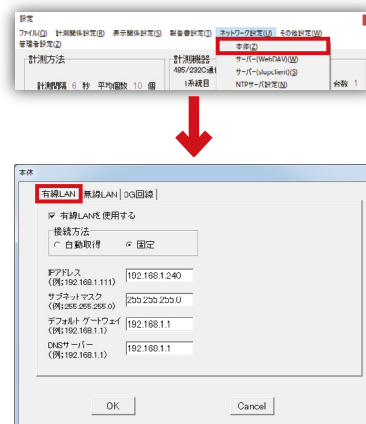 設定
ファイル(O) 計測関係設定(R) 表示関係設定(S) 報告書設定(T) ネットワーク設定(U) その他設定(W)
管理者設定(Z)
計測方法
計測間隔 6 秒 平均個数 10 個
計測機器
485/232C通
1系統目
本体(Z)
サーバー(WebDAV)(W)
サーバー(slupclient)(S)
NTPサーバ設定(N)
台数 1
本体
有線LAN 無線LAN 3G回線
有線LANを使用する
接続方法
自動取得 固定
IPアドレス
(例;192.168.1.111) 192.168.1.240
サブネットマスク
(例;255.255.255.0) 255.255.255.0
デフォルトゲートウェイ
(例;192.168.1.1) 192.168.1.1
DNSサーバー
(例;192.168.1.1) 192.168.1.1
OK Cancel